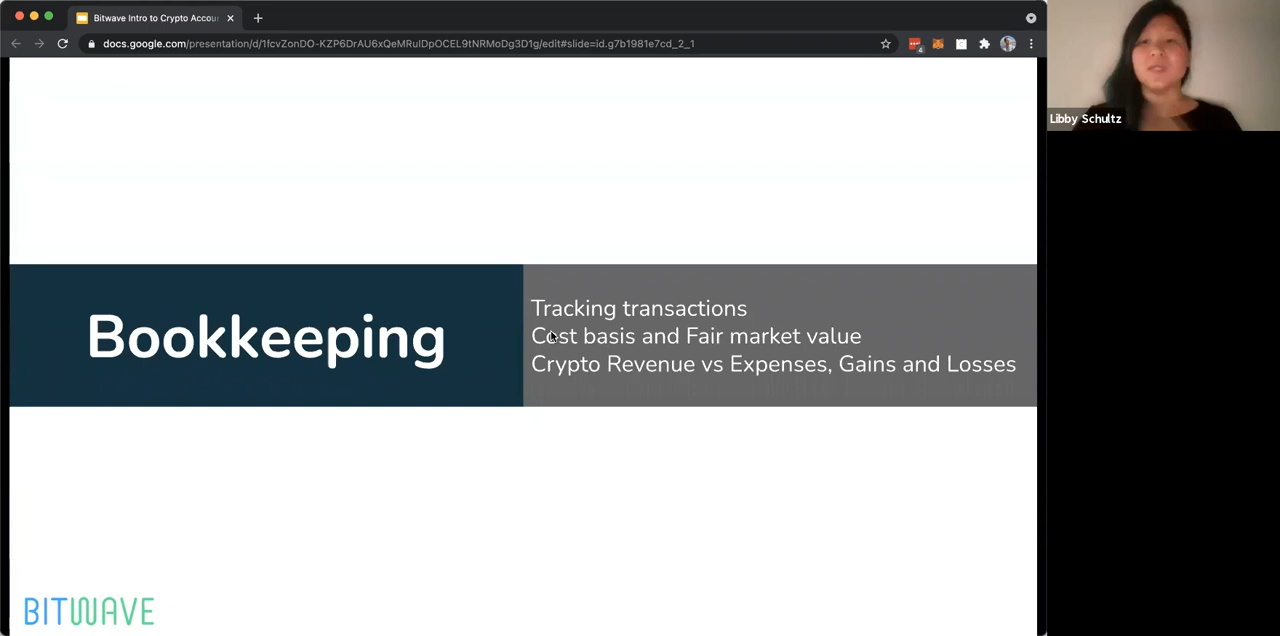 Bitwave Intro to Crypto Accou
docs.google.com/presentation/d/1fcvZonDO-KZP6DrAU6xQeMRuIDpOCEL9tNRMoDg3D1g/edit#slide=id.g7b1981e7cd_2_1
Libby Schultz
Bookkeeping
Tracking transactions
Cost basis and Fair market value
Crypto Revenue vs Expenses, Gains and Losses
BITWAVE